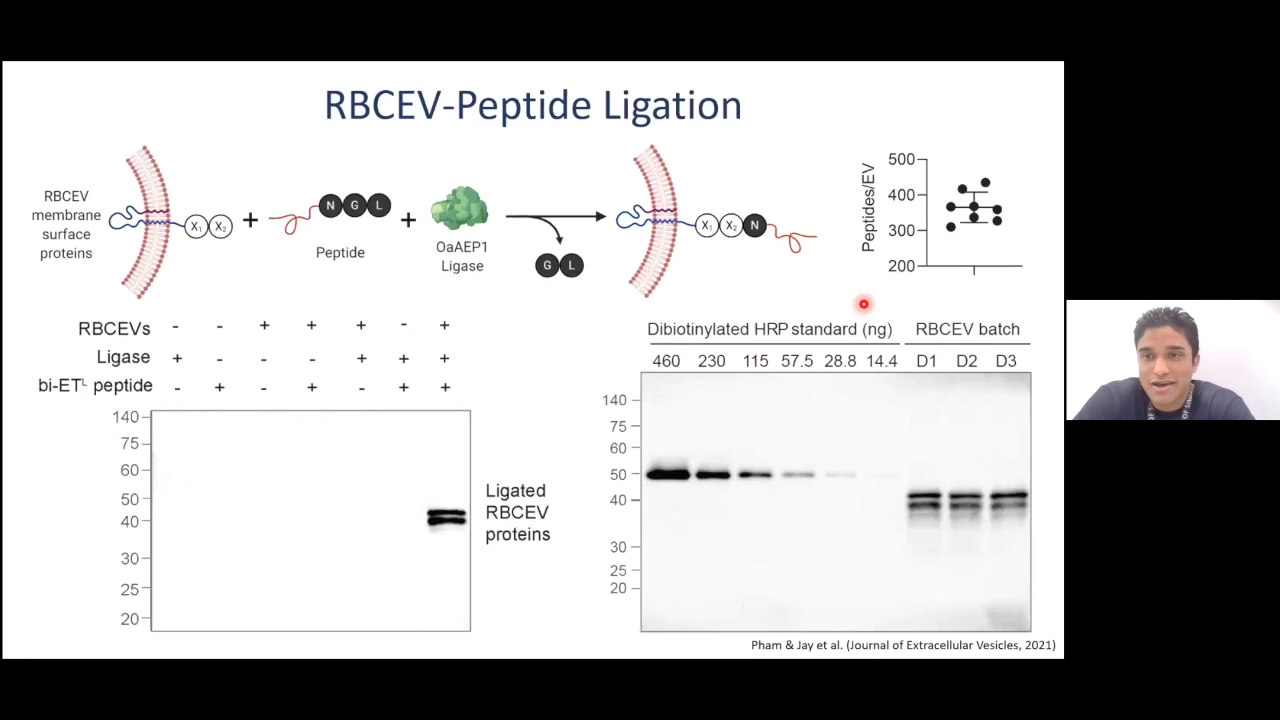 RBCEV-Peptide Ligation
RBCEV
membrane
surface
proteins
X₁ X₂
+
N G L
Peptide
+
OaAEP1
Ligase
G L
X₁ X₂ N
Peptides/EV
500
400
300
200
RBCEVs - - + + + - +
Ligase + - - - + + +
bi-ETᴸ peptide - + - + - + +
140
75
60
50
40
30
25
20
Ligated
RBCEV
proteins
Dibiotinylated HRP standard (ng) RBCEV batch
460 230 115 57.5 28.8 14.4 D1 D2 D3
140
75
60
50
40
30
25
20
Pham & Jay et al. (Journal of Extracellular Vesicles, 2021)